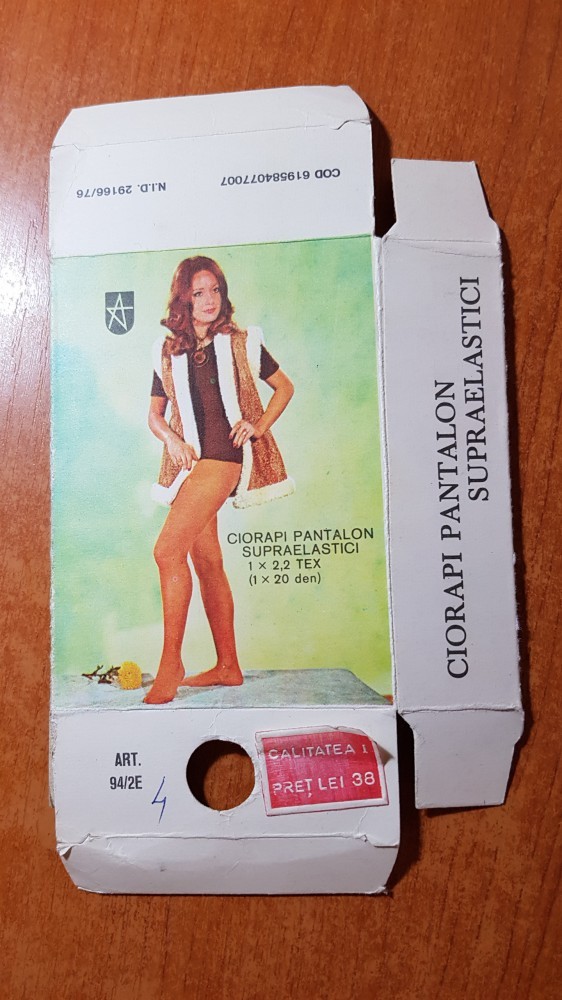 COD 619584077007
N.I.D. 29166/76
CIORAPI PANTALON
SUPRAELASTICI
1 × 2,2 TEX
(1 × 20 den)
CIORAPI PANTALON
SUPRAELASTICI
ART.
94/2E
4
CALITATEA I
PREȚ LEI 38